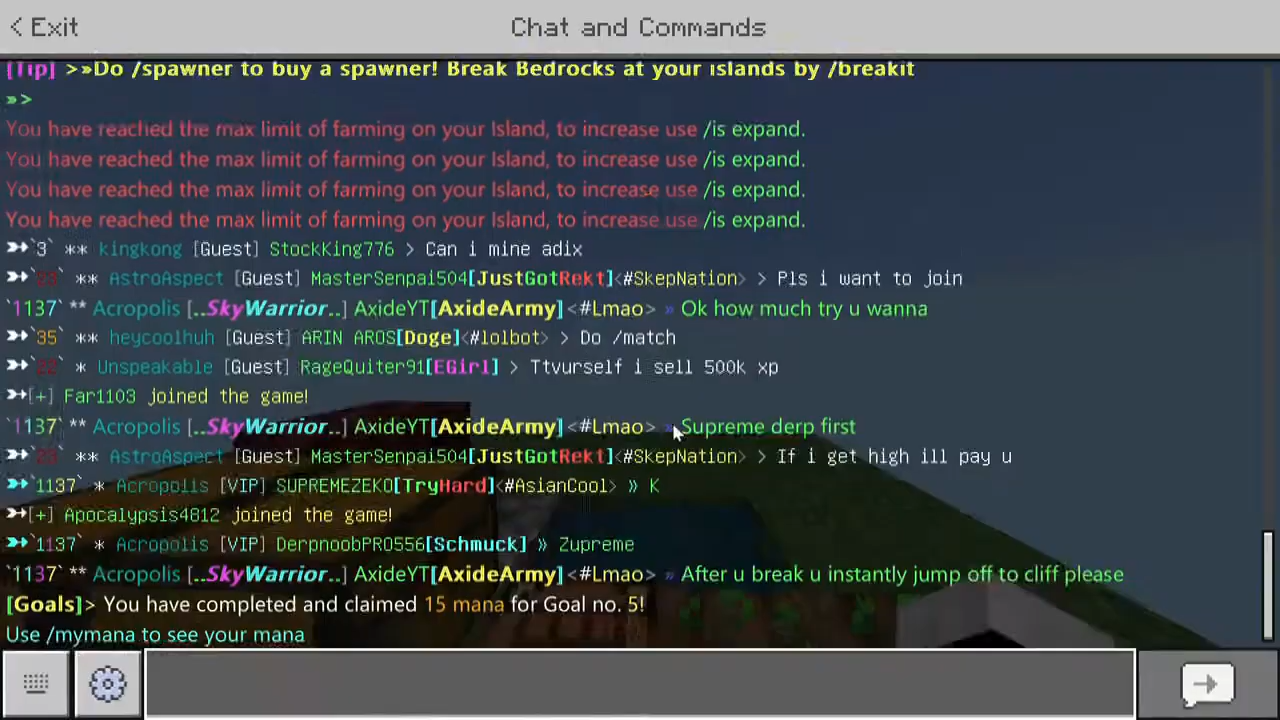 < Exit
Chat and Commands
[Tip] >»Do /spawner to buy a spawner! Break Bedrocks at your islands by /breakit
»>
You have reached the max limit of farming on your Island, to increase use /is expand.
You have reached the max limit of farming on your Island, to increase use /is expand.
You have reached the max limit of farming on your Island, to increase use /is expand.
You have reached the max limit of farming on your Island, to increase use /is expand.
➳`3` ** kingkong [Guest] StockKing776 > Can i mine adix
➳`23` ** AstroAspect [Guest] MasterSenpai504[JustGotRekt]<#SkepNation> > Pls i want to join
`1137` ** Acropolis [..SkyWarrior..] AxideYT[AxideArmy]<#Lmao> » Ok how much try u wanna
➳`35` ** heycoolhuh [Guest] ARIN AROS[Doge]<#lolbot> > Do /match
➳`22` * Unspeakable [Guest] RageQuiter91[EGirl] > Ttvurself i sell 500k xp
➳[+] Far1103 joined the game!
`1137` ** Acropolis [..SkyWarrior..] AxideYT[AxideArmy]<#Lmao> » Supreme derp first
➳`23` ** AstroAspect [Guest] MasterSenpai504[JustGotRekt]<#SkepNation> > If i get high ill pay u
➳`1137` * Acropolis [VIP] SUPREMEZEKO[TryHard]<#AsianCool> » K
➳[+] Apocalypsis4812 joined the game!
➳`1137` * Acropolis [VIP] DerpnoobPRO556[Schmuck] » Zupreme
`1137` ** Acropolis [..SkyWarrior..] AxideYT[AxideArmy]<#Lmao> » After u break u instantly jump off to cliff please
[Goals]> You have completed and claimed 15 mana for Goal no. 5!
Use /mymana to see your mana